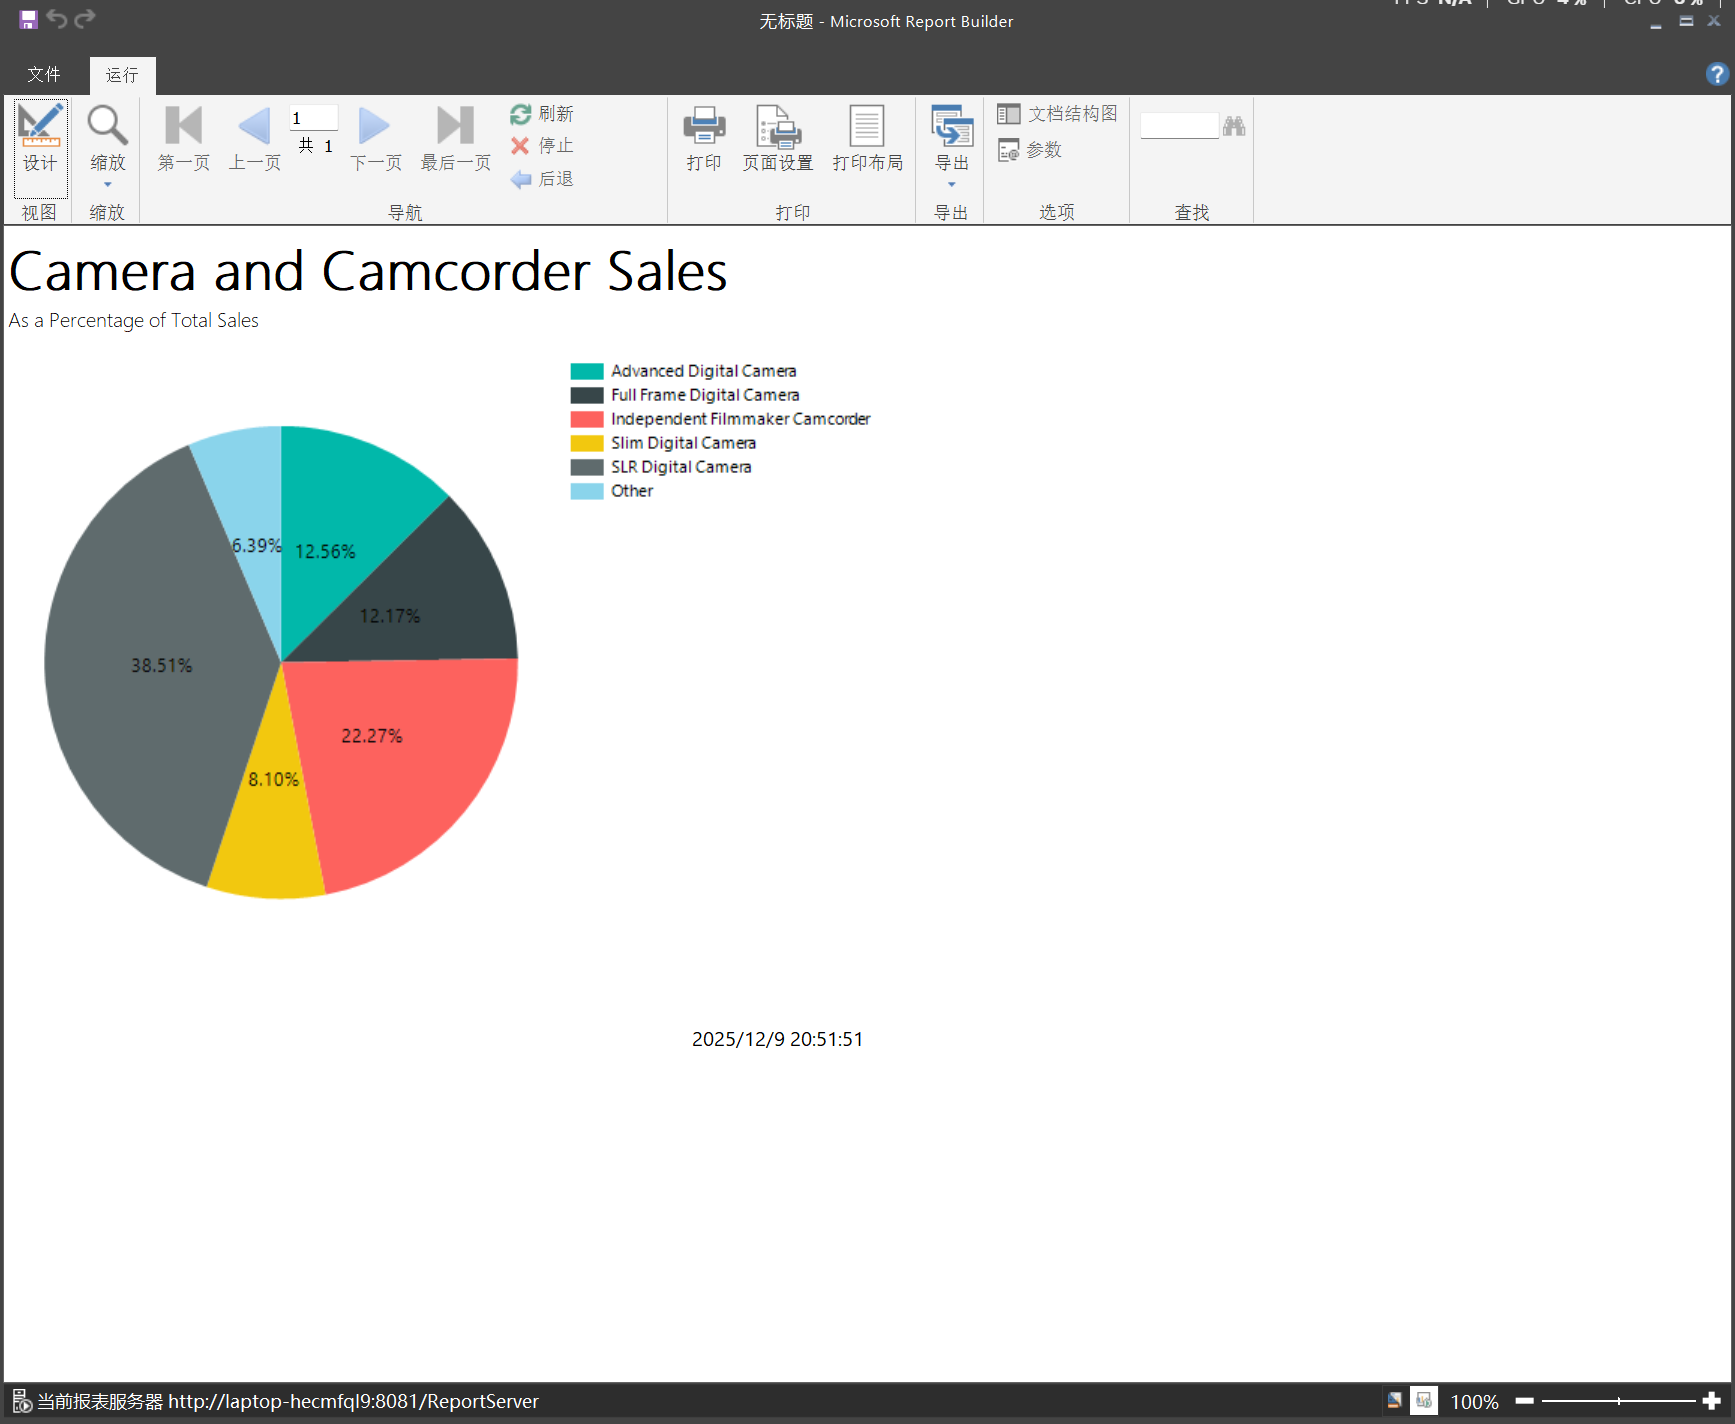 无标题 - Microsoft Report Builder
文件
运行
设计
缩放
第一页
上一页
1
共 1
下一页
最后一页
刷新
停止
后退
打印
页面设置
打印布局
导出
文档结构图
参数
视图
缩放
导航
打印
导出
选项
查找
Camera and Camcorder Sales
As a Percentage of Total Sales
Advanced Digital Camera
Full Frame Digital Camera
Independent Filmmaker Camcorder
Slim Digital Camera
SLR Digital Camera
Other
6.39%
12.56%
12.17%
38.51%
22.27%
8.10%
2025/12/9 20:51:51
当前报表服务器 http://laptop-hecmfql9:8081/ReportServer
100%